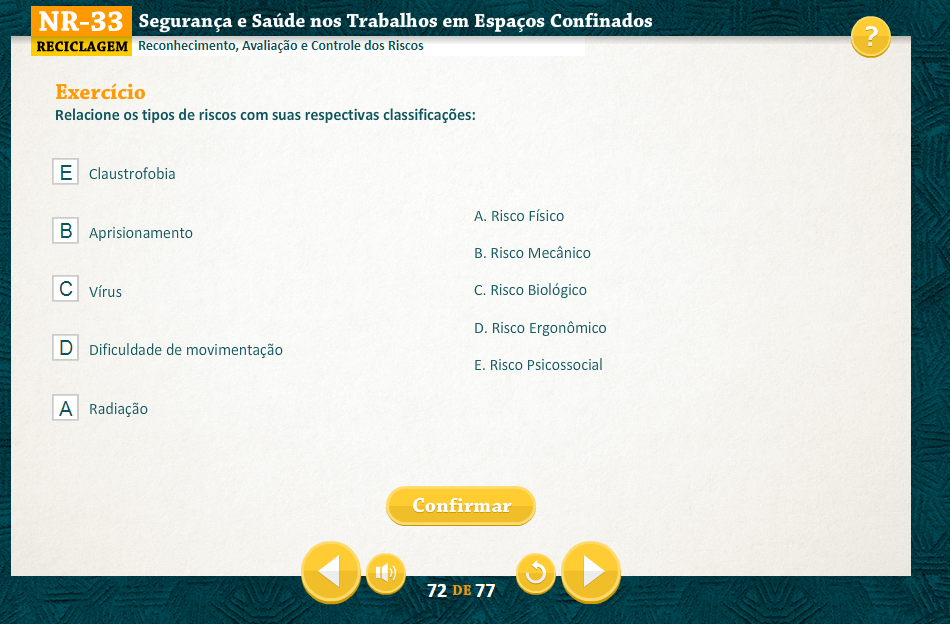 NR-33
RECICLAGEM
Segurança e Saúde nos Trabalhos em Espaços Confinados
Reconhecimento, Avaliação e Controle dos Riscos
?
Exercício
Relacione os tipos de riscos com suas respectivas classificações:
E Claustrofobia
B Aprisionamento
C Vírus
D Dificuldade de movimentação
A Radiação
A. Risco Físico
B. Risco Mecânico
C. Risco Biológico
D. Risco Ergonômico
E. Risco Psicossocial
Confirmar
72 DE 77